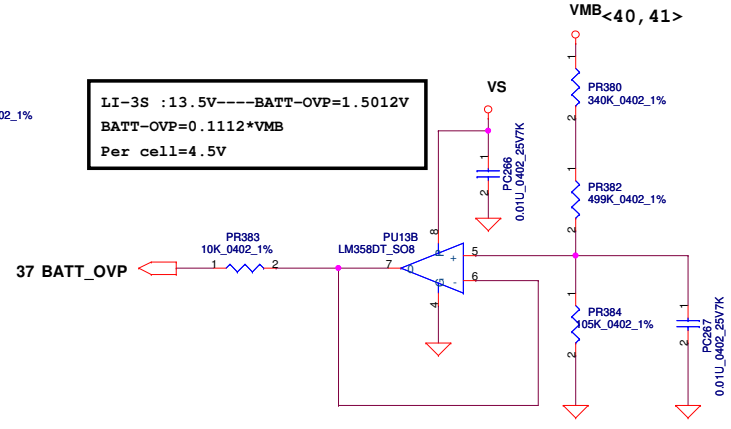 VMB <40,41>
1
PR380
340K_0402_1%
2
02_1%
LI-3S :13.5V----BATT-OVP=1.5012V
BATT-OVP=0.1112*VMB
Per cell=4.5V
VS
1
PC266
0.01U_0402_25V7K
2
1
PR382
499K_0402_1%
2
PR383
10K_0402_1%
PU13B
LM358DT_SO8
8
P
+
5
37 BATT_OVP
1
2
7
0
-
6
G
4
1
PR384
105K_0402_1%
2
1
PC267
0.01U_0402_25V7K
2